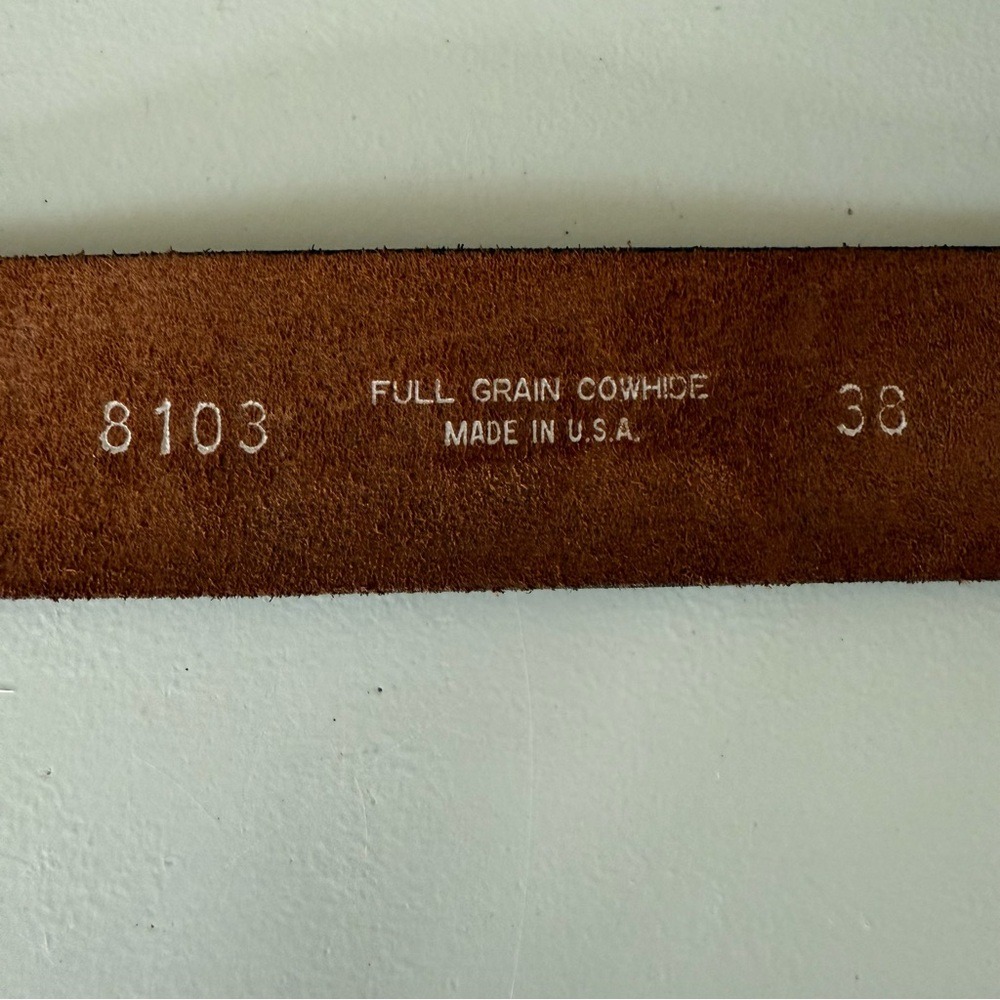 8103
FULL GRAIN COWHIDE
MADE IN U.S.A.
38